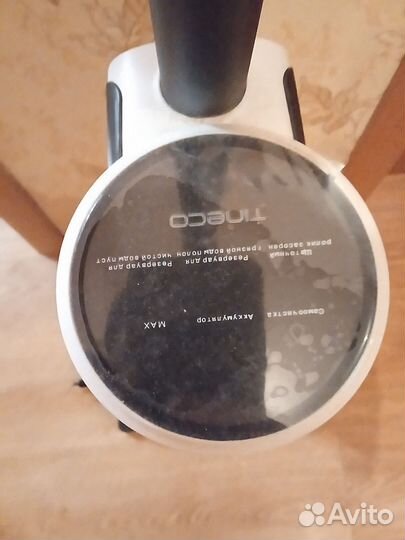 Самоочистка Аккумулятор MAX
Щеточный Резервуар для Резервуар для
ролик засорен грязной воды полон чистой воды пуст
TINECO
Avito